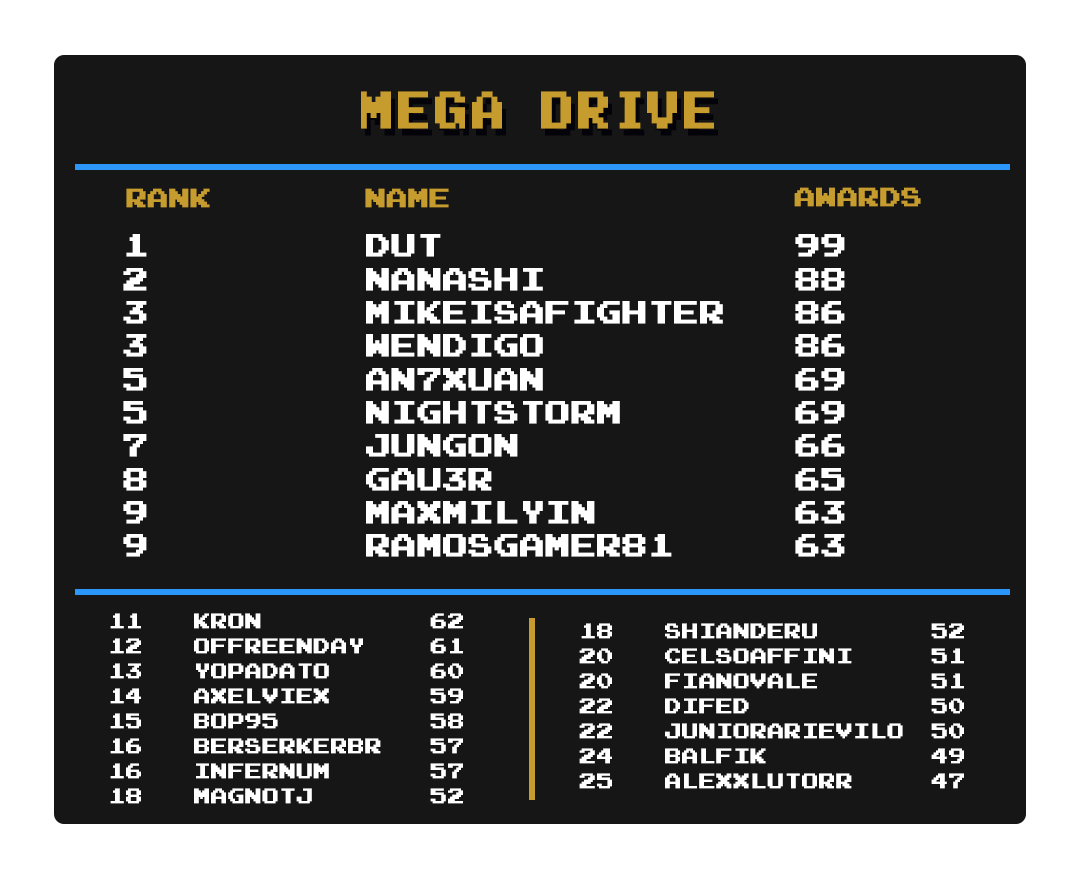 MEGA DRIVE
RANK NAME AWARDS
1 DUT 99
2 NANASHI 88
3 MIKEISAFIGHTER 86
3 WENDIGO 86
5 AN7XUAN 69
5 NIGHTSTORM 69
7 JUNGON 66
8 GAU3R 65
9 MAXMILYIN 63
9 RAMOSGAMER81 63
11 KRON 62
12 OFFREENDAY 61
13 YOPADATO 60
14 AXELVIEX 59
15 BOP95 58
16 BERSERKERBR 57
16 INFERNUM 57
18 MAGNOTJ 52
18 SHIANDERU 52
20 CELSOAFFINI 51
20 FIANOVALE 51
22 DIFED 50
22 JUNIORARIEVILO 50
24 BALFIK 49
25 ALEXXLUTORR 47